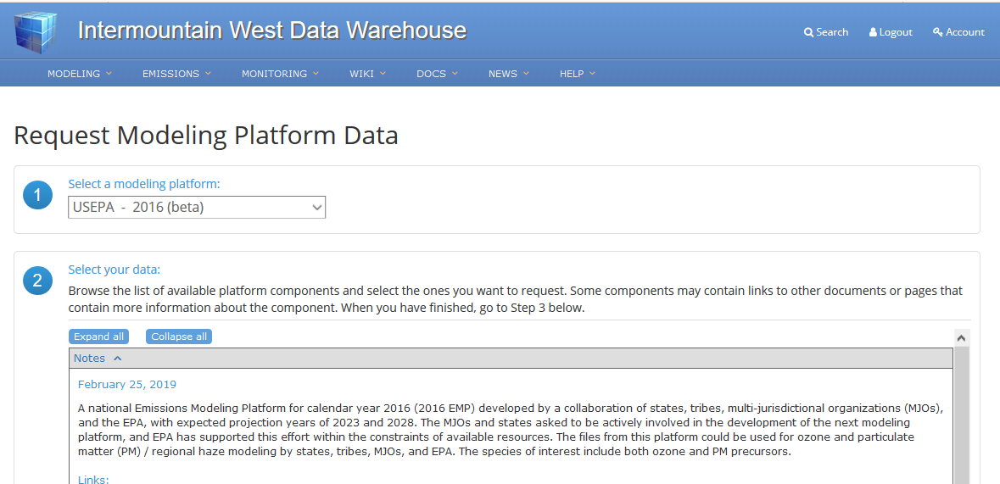 Intermountain West Data Warehouse
Search Logout Account
MODELING EMISSIONS MONITORING WIKI DOCS NEWS HELP
Request Modeling Platform Data
1
Select a modeling platform:
USEPA - 2016 (beta)
2
Select your data:
Browse the list of available platform components and select the ones you want to request. Some components may contain links to other documents or pages that
contain more information about the component. When you have finished, go to Step 3 below.
Expand all Collapse all
Notes
February 25, 2019
A national Emissions Modeling Platform for calendar year 2016 (2016 EMP) developed by a collaboration of states, tribes, multi-jurisdictional organizations (MJOs),
and the EPA, with expected projection years of 2023 and 2028. The MJOs and states asked to be actively involved in the development of the next modeling
platform, and EPA has supported this effort within the constraints of available resources. The files from this platform could be used for ozone and particulate
matter (PM) / regional haze modeling by states, tribes, MJOs, and EPA. The species of interest include both ozone and PM precursors.
Links: